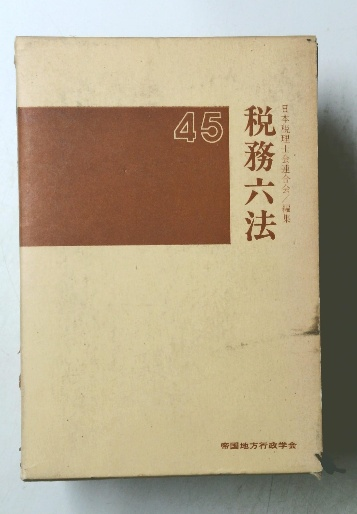 日本税理士会連合会/編集
税務六法
45
帝国地方行政学会